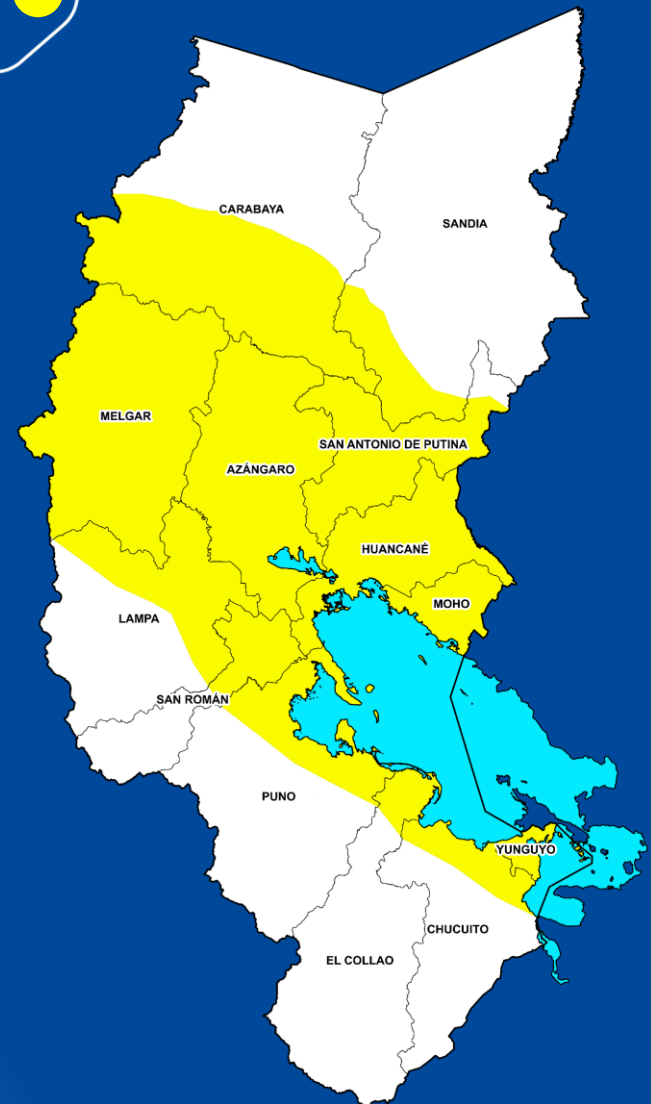 CARABAYA
SANDIA
MELGAR
SAN ANTONIO DE PUTINA
AZÁNGARO
HUANCANÉ
MOHO
LAMPA
SAN ROMÁN
PUNO
YUNGUYO
CHUCUITO
EL COLLAO